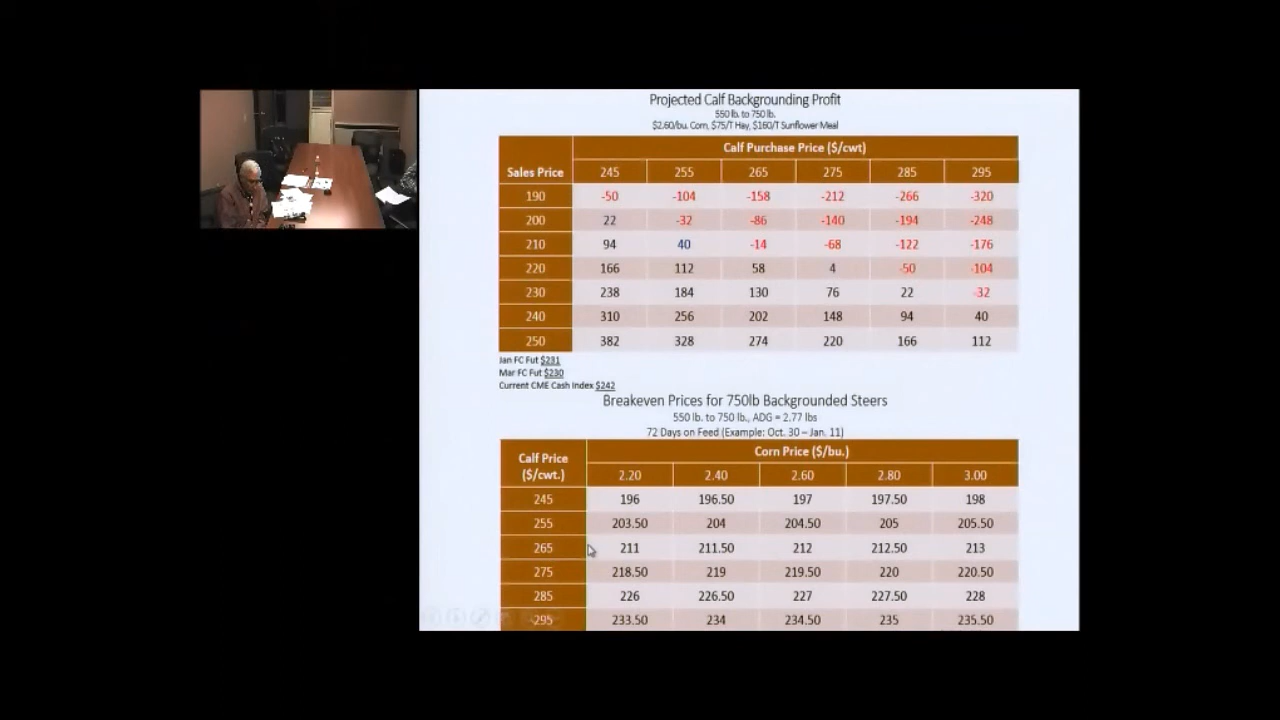 Projected Calf Backgrounding Profit
550 lb. to 750 lb.
$2.60/bu. Corn, $75/T Hay, $160/T Sunflower Meal
Calf Purchase Price ($/cwt)
Sales Price 245 255 265 275 285 295
190 -50 -104 -158 -212 -266 -320
200 22 -32 -86 -140 -194 -248
210 94 40 -14 -68 -122 -176
220 166 112 58 4 -50 -104
230 238 184 130 76 22 -32
240 310 256 202 148 94 40
250 382 328 274 220 166 112
Jan FC Fut $231
Mar FC Fut $230
Current CME Cash Index $242
Breakeven Prices for 750lb Backgrounded Steers
550 lb. to 750 lb., ADG = 2.77 lbs
72 Days on Feed (Example: Oct. 30 – Jan. 11)
Calf Price ($/cwt.) Corn Price ($/bu.)
2.20 2.40 2.60 2.80 3.00
245 196 196.50 197 197.50 198
255 203.50 204 204.50 205 205.50
265 211 211.50 212 212.50 213
275 218.50 219 219.50 220 220.50
285 226 226.50 227 227.50 228
295 233.50 234 234.50 235 235.50